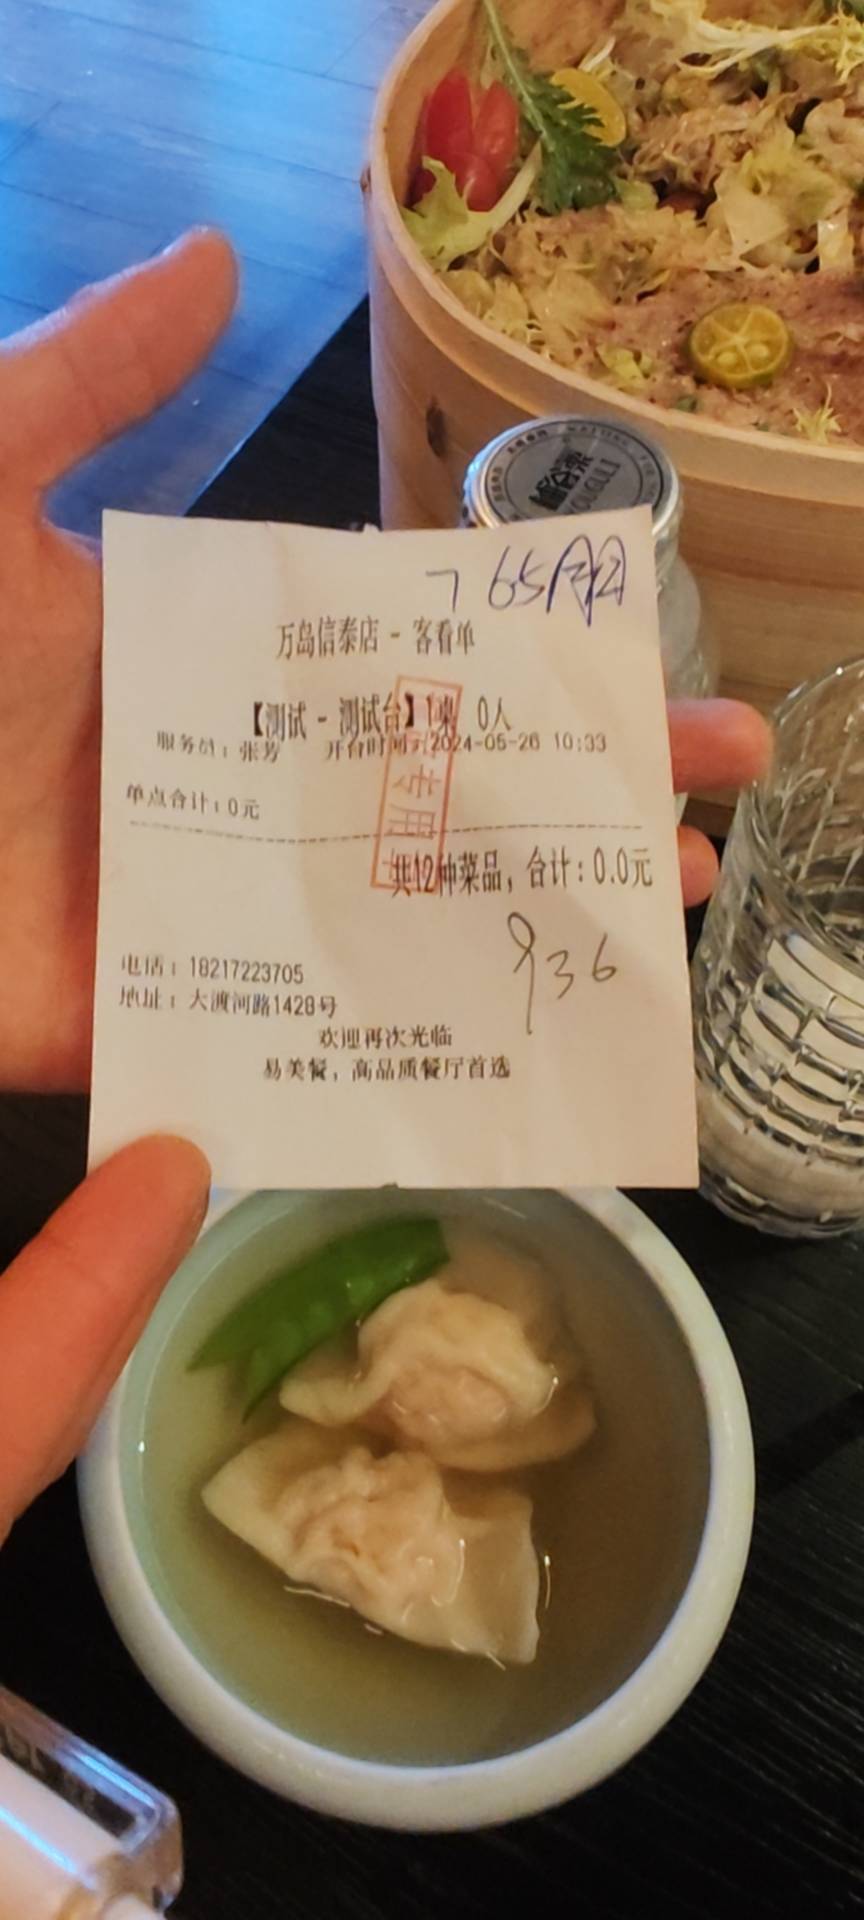 YOUGULI
7 65
万岛信泰店 - 客看单
【测试 - 测试台】1桌 0人
服务员：张芳 开台时间：2024-05-26 10:33
单点合计：0元
专用
共12种菜品，合计：0.0元
936
电话：18217223705
地址：大渡河路1428号
欢迎再次光临
易美餐，高品质餐厅首选